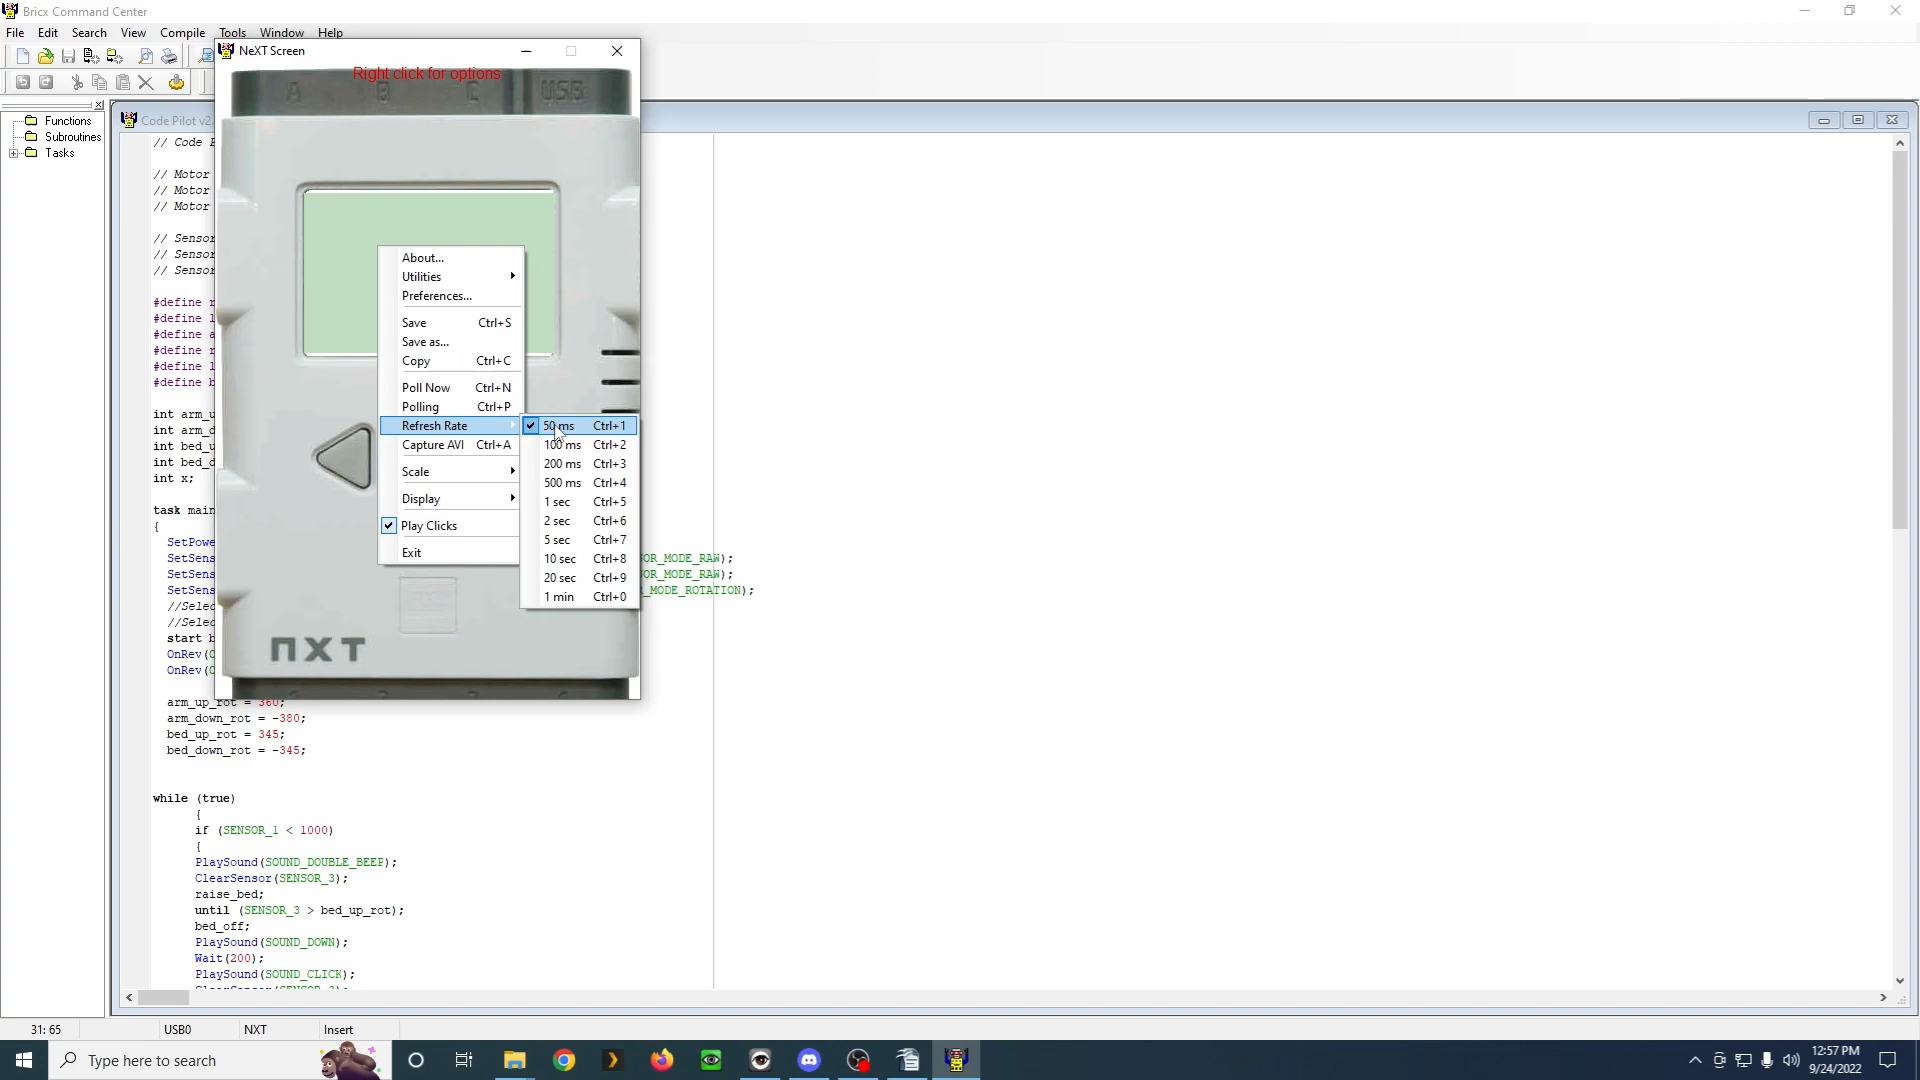 Bricx Command Center
File Edit Search View Compile Tools Window Help
NeXT Screen
Right click for options
A B C USB
Functions
Subroutines
Tasks
Code Pilot v2.
// Code
// Motor
// Motor
// Motor
// Sensor
// Sensor
// Sensor
#define
#define
#define
#define
#define
#define
int arm_u
int arm_d
int bed_u
int bed_d
int x;
task main
{
SetPowe
SetSens
SetSens
SetSens
//Selec
//Selec
start b
OnRev(O
OnRev(O
OR_MODE_RAW);
OR_MODE_RAW);
_MODE_ROTATION);
About...
Utilities
Preferences...
Save Ctrl+S
Save as...
Copy Ctrl+C
Poll Now Ctrl+N
Polling Ctrl+P
Refresh Rate
Capture AVI Ctrl+A
Scale
Display
Play Clicks
Exit
50 ms Ctrl+1
100 ms Ctrl+2
200 ms Ctrl+3
500 ms Ctrl+4
1 sec Ctrl+5
2 sec Ctrl+6
5 sec Ctrl+7
10 sec Ctrl+8
20 sec Ctrl+9
1 min Ctrl+0
NXT
arm_up_rot = 360;
arm_down_rot = -380;
bed_up_rot = 345;
bed_down_rot = -345;
while (true)
{
if (SENSOR_1 < 1000)
{
PlaySound(SOUND_DOUBLE_BEEP);
ClearSensor(SENSOR_3);
raise_bed;
until (SENSOR_3 > bed_up_rot);
bed_off;
PlaySound(SOUND_DOWN);
Wait(200);
PlaySound(SOUND_CLICK);
31: 65 USB0 NXT Insert
Type here to search
12:57 PM
9/24/2022